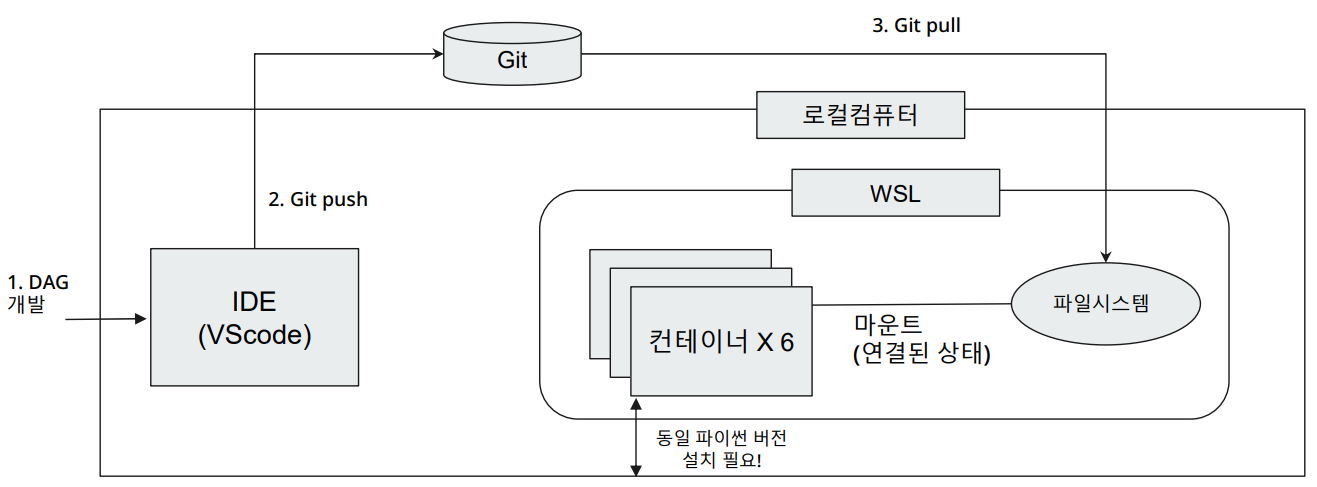 3. Git pull
Git
로컬컴퓨터
WSL
2. Git push
1. DAG
개발
IDE
(VScode)
컨테이너 X 6
마운트
(연결된 상태)
파일시스템
동일 파이썬 버전
설치 필요!